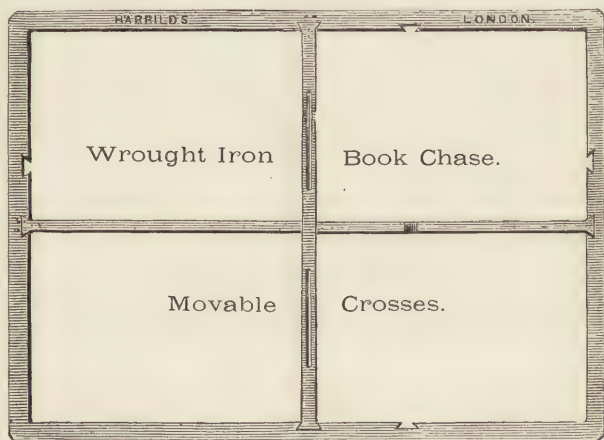 HARRILDS LONDON.
Wrought Iron Book Chase.
Movable Crosses.